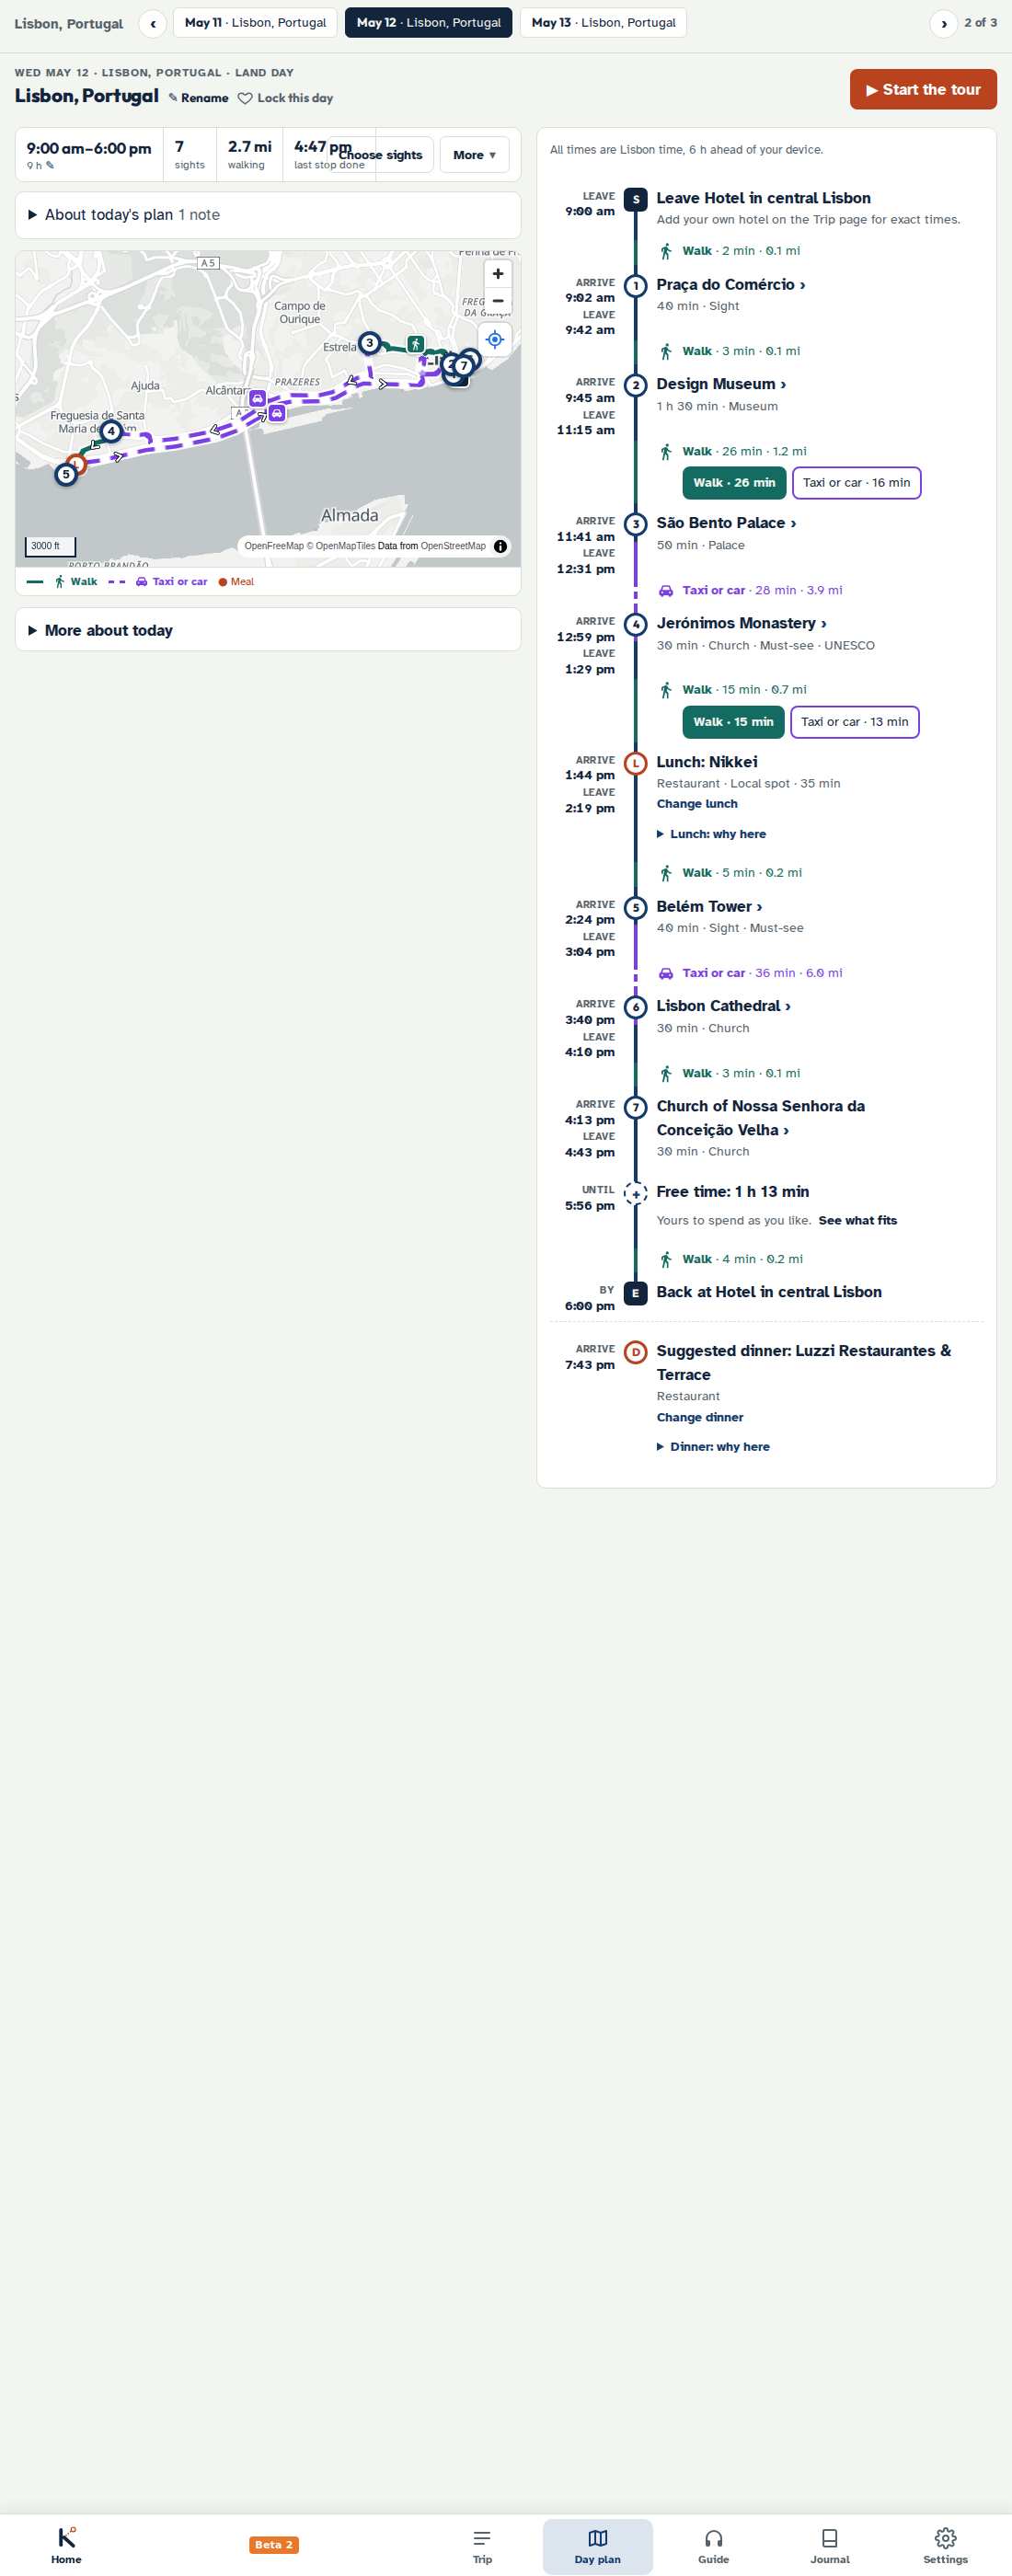 Lisbon, Portugal
‹
May 11 · Lisbon, Portugal
May 12 · Lisbon, Portugal
May 13 · Lisbon, Portugal
›
2 of 3
WED MAY 12 · LISBON, PORTUGAL · LAND DAY
Lisbon, Portugal
✎ Rename
Lock this day
▶ Start the tour
9:00 am–6:00 pm
9 h ✎
7
sights
2.7 mi
walking
4:47 pm
last stop done
Choose sights
More ▼
▶ About today's plan 1 note
A 5
Campo de
Ourique
Estrela
PRAZERES
Ajuda
Alcântar
Freguesia de Santa
Maria de
3
2
7
4
L
5
+
−
Almada
3000 ft
OpenFreeMap © OpenMapTiles Data from OpenStreetMap
PORTO BRANDÃO
Walk
Taxi or car
Meal
▶ More about today
All times are Lisbon time, 6 h ahead of your device.
LEAVE
9:00 am
S
Leave Hotel in central Lisbon
Add your own hotel on the Trip page for exact times.
Walk · 2 min · 0.1 mi
ARRIVE
9:02 am
LEAVE
9:42 am
1
Praça do Comércio ›
40 min · Sight
Walk · 3 min · 0.1 mi
ARRIVE
9:45 am
LEAVE
11:15 am
2
Design Museum ›
1 h 30 min · Museum
Walk · 26 min · 1.2 mi
Walk · 26 min
Taxi or car · 16 min
ARRIVE
11:41 am
LEAVE
12:31 pm
3
São Bento Palace ›
50 min · Palace
Taxi or car · 28 min · 3.9 mi
ARRIVE
12:59 pm
LEAVE
1:29 pm
4
Jerónimos Monastery ›
30 min · Church · Must-see · UNESCO
Walk · 15 min · 0.7 mi
Walk · 15 min
Taxi or car · 13 min
ARRIVE
1:44 pm
LEAVE
2:19 pm
L
Lunch: Nikkei
Restaurant · Local spot · 35 min
Change lunch
▶ Lunch: why here
Walk · 5 min · 0.2 mi
ARRIVE
2:24 pm
LEAVE
3:04 pm
5
Belém Tower ›
40 min · Sight · Must-see
Taxi or car · 36 min · 6.0 mi
ARRIVE
3:40 pm
LEAVE
4:10 pm
6
Lisbon Cathedral ›
30 min · Church
Walk · 3 min · 0.1 mi
ARRIVE
4:13 pm
LEAVE
4:43 pm
7
Church of Nossa Senhora da
Conceição Velha ›
30 min · Church
UNTIL
5:56 pm
+
Free time: 1 h 13 min
Yours to spend as you like. See what fits
Walk · 4 min · 0.2 mi
BY
6:00 pm
E
Back at Hotel in central Lisbon
ARRIVE
7:43 pm
D
Suggested dinner: Luzzi Restaurantes &
Terrace
Restaurant
Change dinner
▶ Dinner: why here
Home
Beta 2
Trip
Day plan
Guide
Journal
Settings